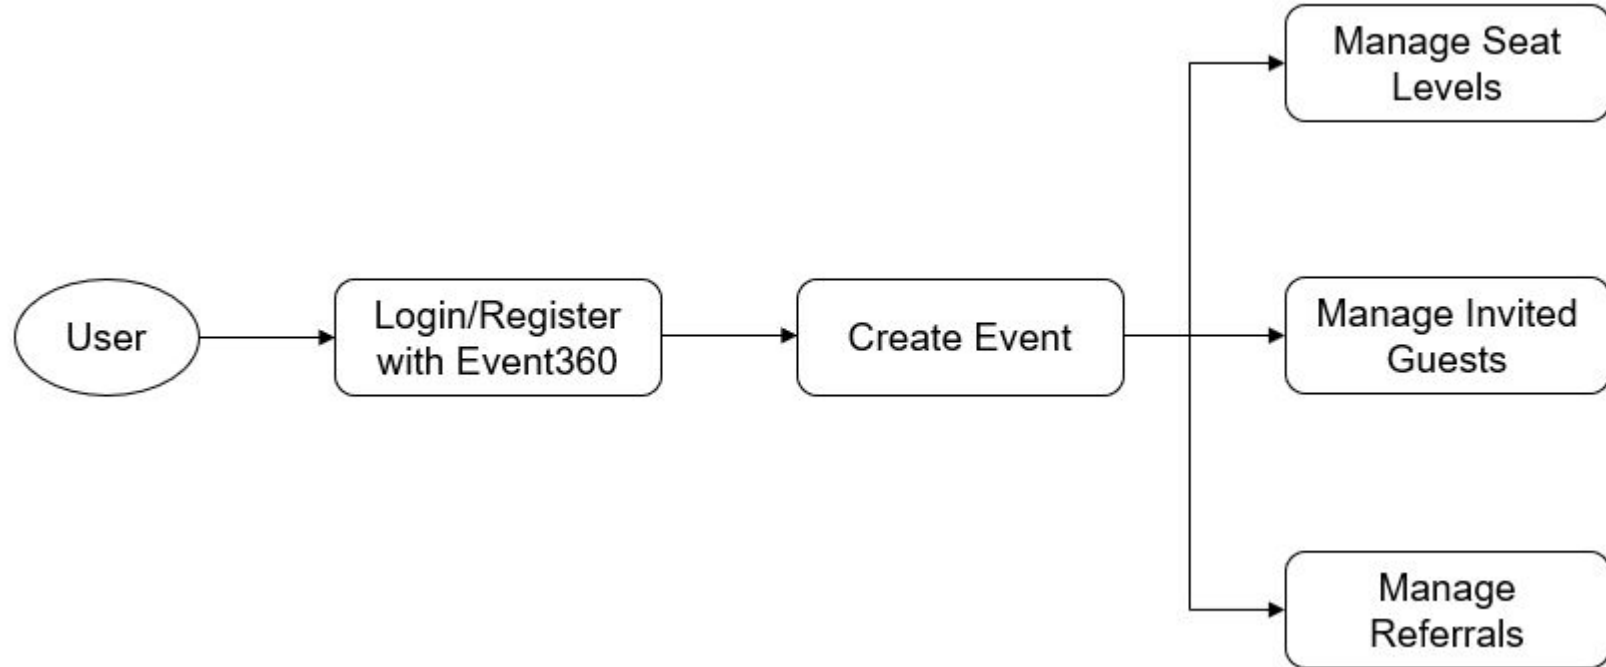 User
Login/Register
with Event360
Create Event
Manage Seat
Levels
Manage Invited
Guests
Manage
Referrals